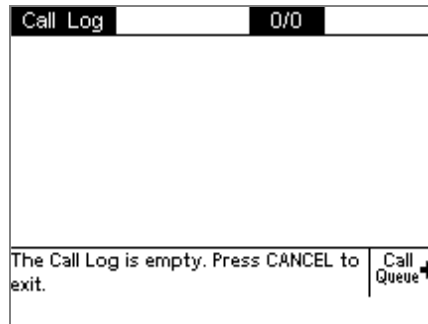 Call Log 0/0
The Call Log is empty. Press CANCEL to
exit.
Call
Queue